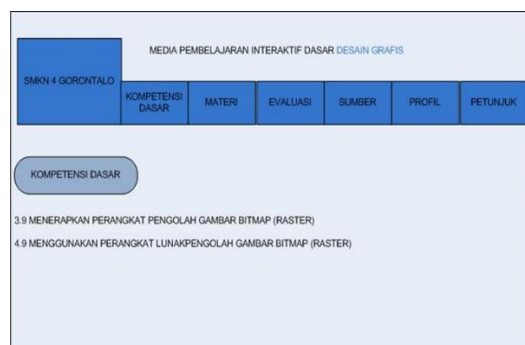 MEDIA PEMBELAJARAN INTERAKTIF DASAR DESAIN GRAFIS
SMKN 4 GORONTALO
KOMPETENSI
DASAR
MATERI
EVALUASI
SUMBER
PROFIL
PETUNJUK
KOMPETENSI DASAR
3.9 MENERAPKAN PERANGKAT PENGOLAH GAMBAR BITMAP (RASTER)
4.9 MENGGUNAKAN PERANGKAT LUNAKPENGOLAH GAMBAR BITMAP (RASTER)